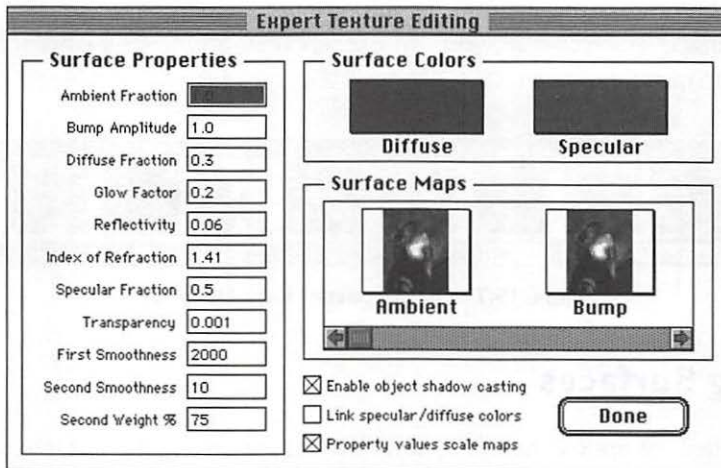 Expert Texture Editing
Surface Properties
Ambient Fraction
Bump Amplitude 1.0
Diffuse Fraction 0.3
Glow Factor 0.2
Reflectivity 0.06
Index of Refraction 1.41
Specular Fraction 0.5
Transparency 0.001
First Smoothness 2000
Second Smoothness 10
Second Weight % 75
Surface Colors
Diffuse Specular
Surface Maps
Ambient Bump
Enable object shadow casting
Link specular/diffuse colors
Property values scale maps
Done